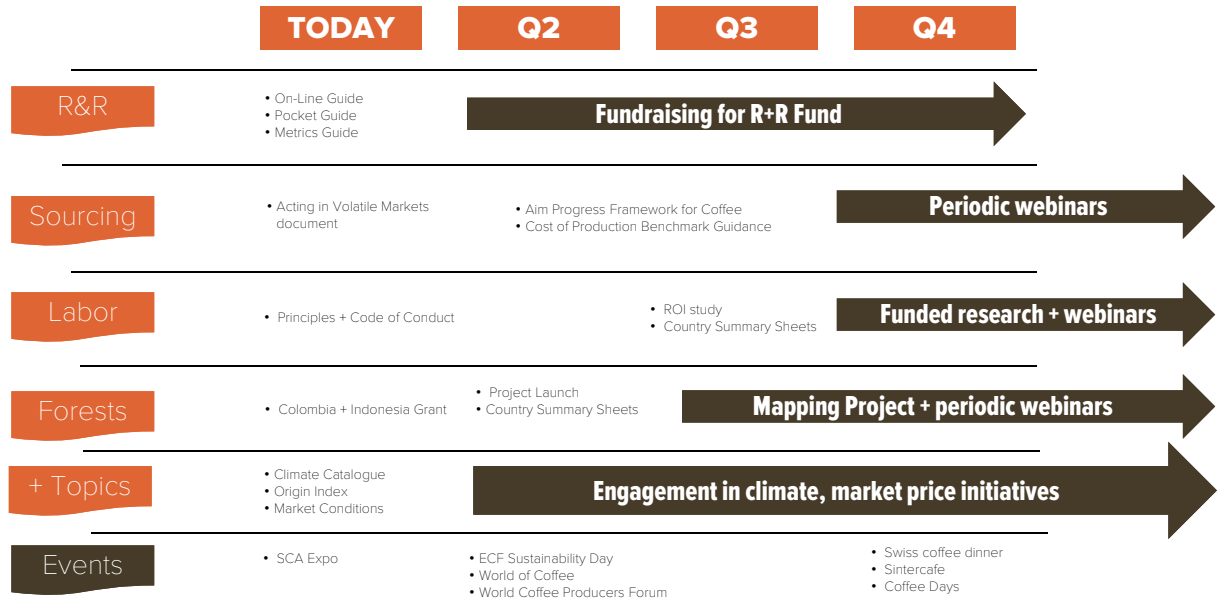 TODAY
Q2
Q3
Q4
R&R
• On-Line Guide
• Pocket Guide
• Metrics Guide
Fundraising for R+R Fund
Sourcing
• Acting in Volatile Markets
document
• Aim Progress Framework for Coffee
• Cost of Production Benchmark Guidance
Periodic webinars
Labor
• Principles + Code of Conduct
• ROI study
• Country Summary Sheets
Funded research + webinars
Forests
• Colombia + Indonesia Grant
• Project Launch
• Country Summary Sheets
Mapping Project + periodic webinars
+ Topics
• Climate Catalogue
• Origin Index
• Market Conditions
Engagement in climate, market price initiatives
Events
• SCA Expo
• ECF Sustainability Day
• World of Coffee
• World Coffee Producers Forum
• Swiss coffee dinner
• Sintercafe
• Coffee Days